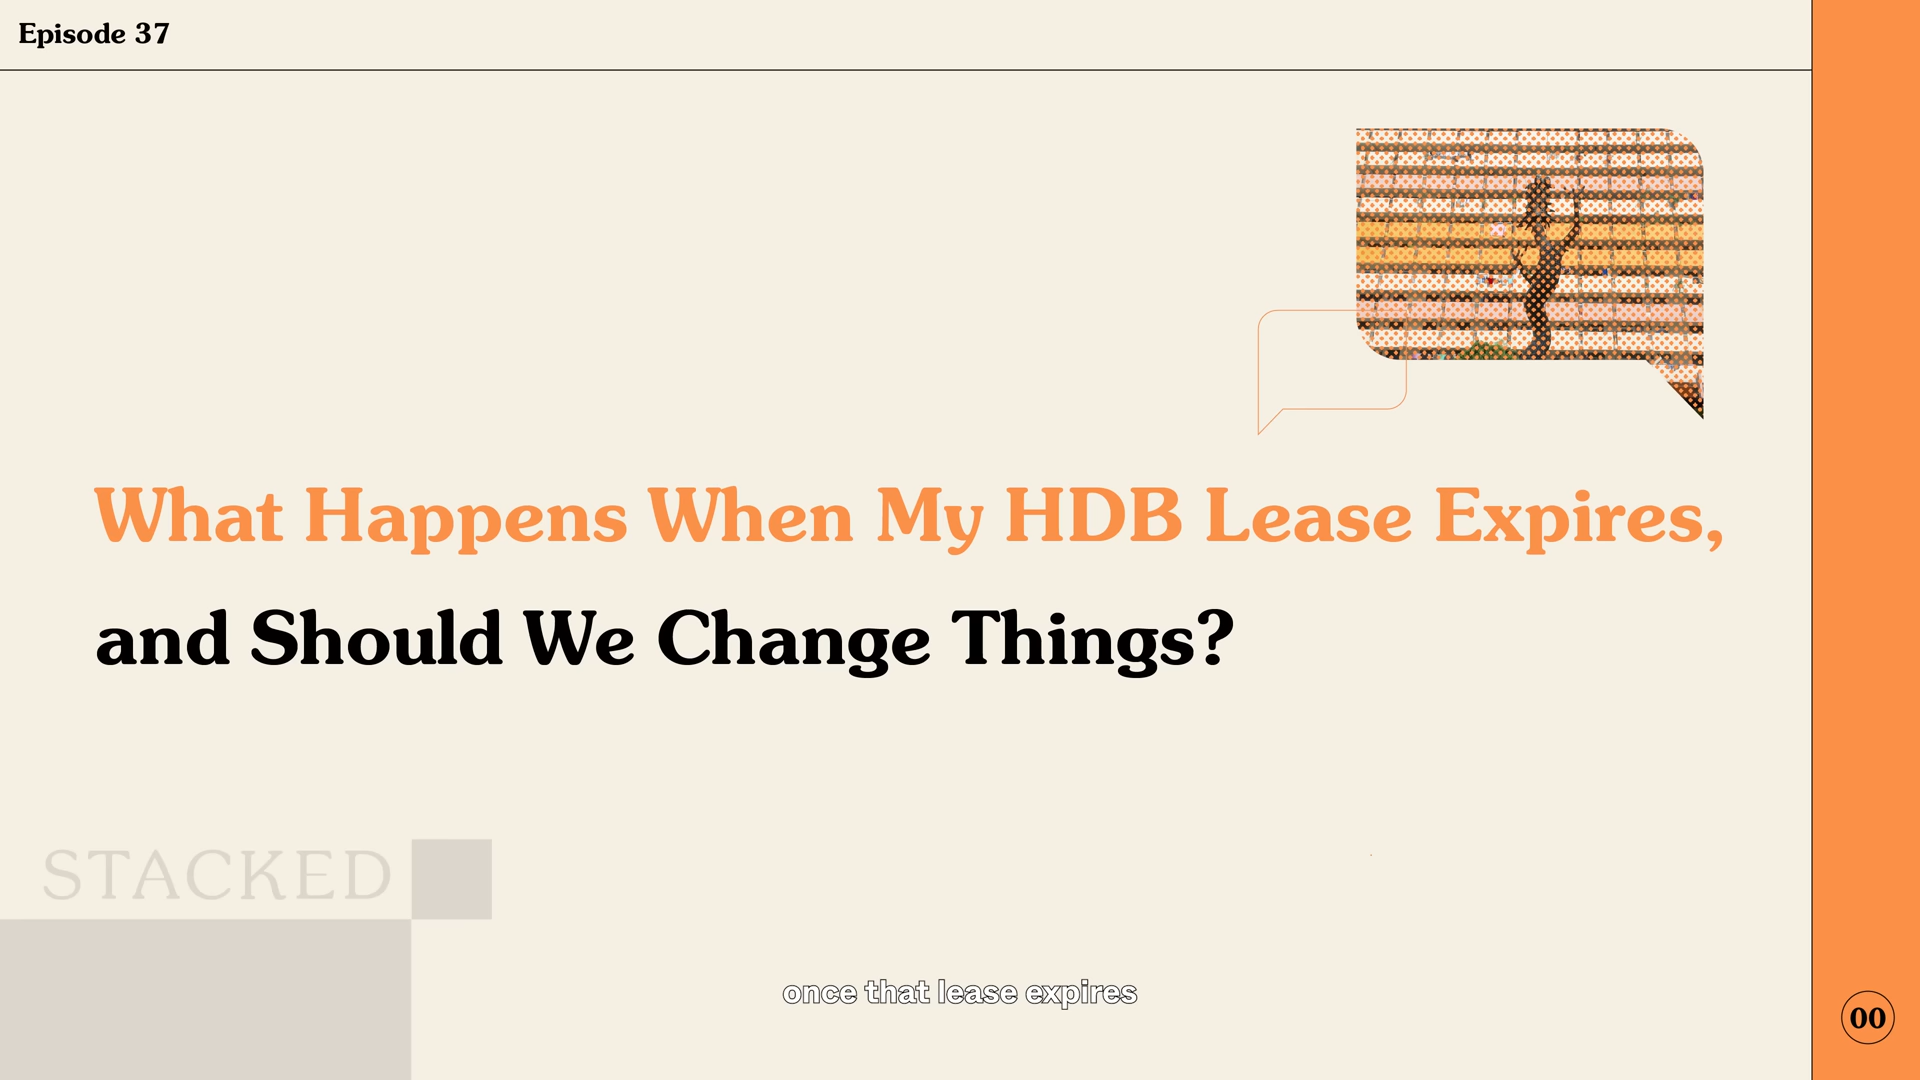 Episode 37
What Happens When My HDB Lease Expires,
and Should We Change Things?
STACKED
once that lease expires
00